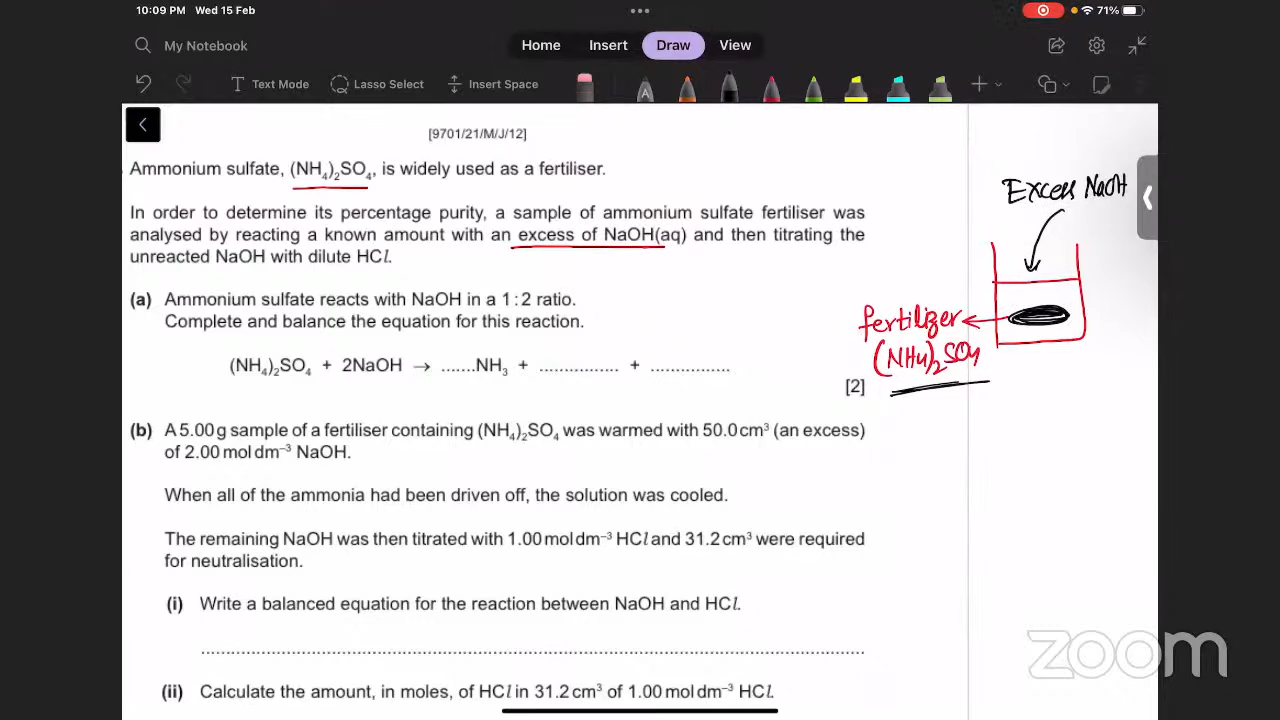 10:09 PM Wed 15 Feb
71%
My Notebook
Home Insert Draw View
Text Mode Lasso Select Insert Space
A
[9701/21/M/J/12]
Ammonium sulfate, (NH₄)₂SO₄, is widely used as a fertiliser.
In order to determine its percentage purity, a sample of ammonium sulfate fertiliser was
analysed by reacting a known amount with an excess of NaOH(aq) and then titrating the
unreacted NaOH with dilute HCl.
(a) Ammonium sulfate reacts with NaOH in a 1 : 2 ratio.
Complete and balance the equation for this reaction.
(NH₄)₂SO₄ + 2NaOH → .......NH₃ + ................ + ................
[2]
(b) A 5.00 g sample of a fertiliser containing (NH₄)₂SO₄ was warmed with 50.0 cm³ (an excess)
of 2.00 mol dm⁻³ NaOH.
When all of the ammonia had been driven off, the solution was cooled.
The remaining NaOH was then titrated with 1.00 mol dm⁻³ HCl and 31.2 cm³ were required
for neutralisation.
(i) Write a balanced equation for the reaction between NaOH and HCl.
(ii) Calculate the amount, in moles, of HCl in 31.2 cm³ of 1.00 mol dm⁻³ HCl.
Excess NaOH
fertilizer
(NH4)₂SO4
zoom